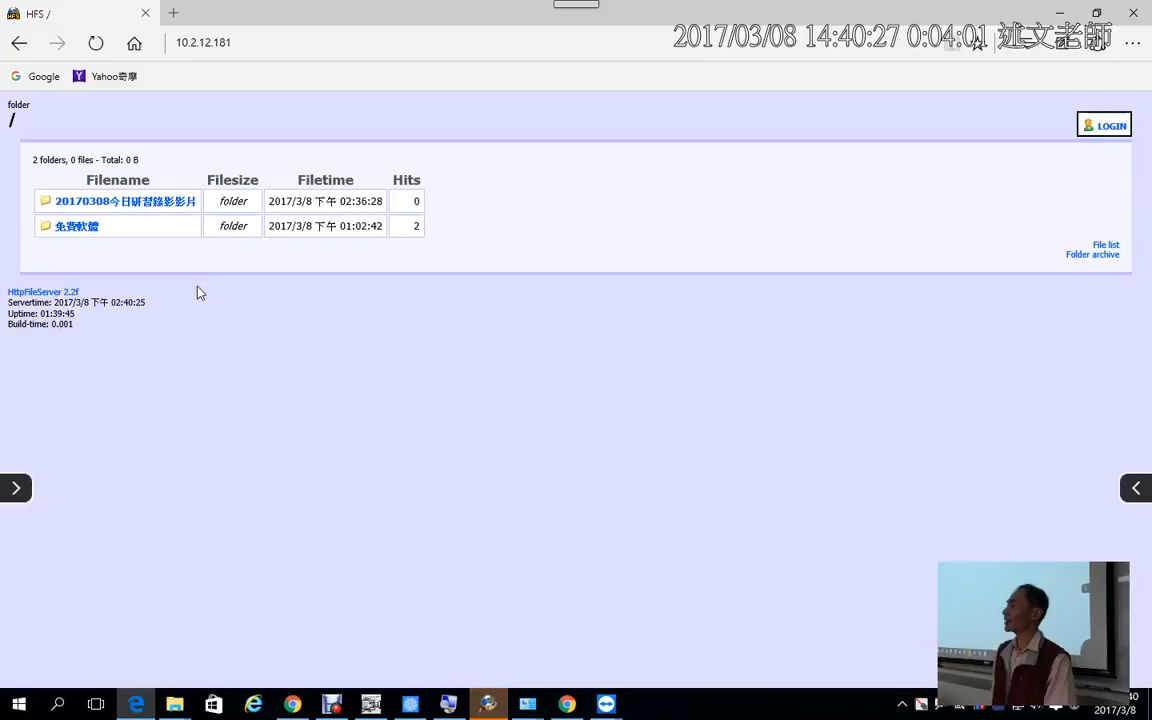 HFS /
10.2.12.181
2017/03/08 14:40:27 0:04:01 述文老師
Google
Yahoo奇摩
folder
/
LOGIN
2 folders, 0 files - Total: 0 B
Filename Filesize Filetime Hits
20170308今日研習錄影影片 folder 2017/3/8 下午 02:36:28 0
免費軟體 folder 2017/3/8 下午 01:02:42 2
File list
Folder archive
HttpFileServer 2.2f
Servertime: 2017/3/8 下午 02:40:25
Uptime: 01:39:45
Build-time: 0.001
40
2017/3/8